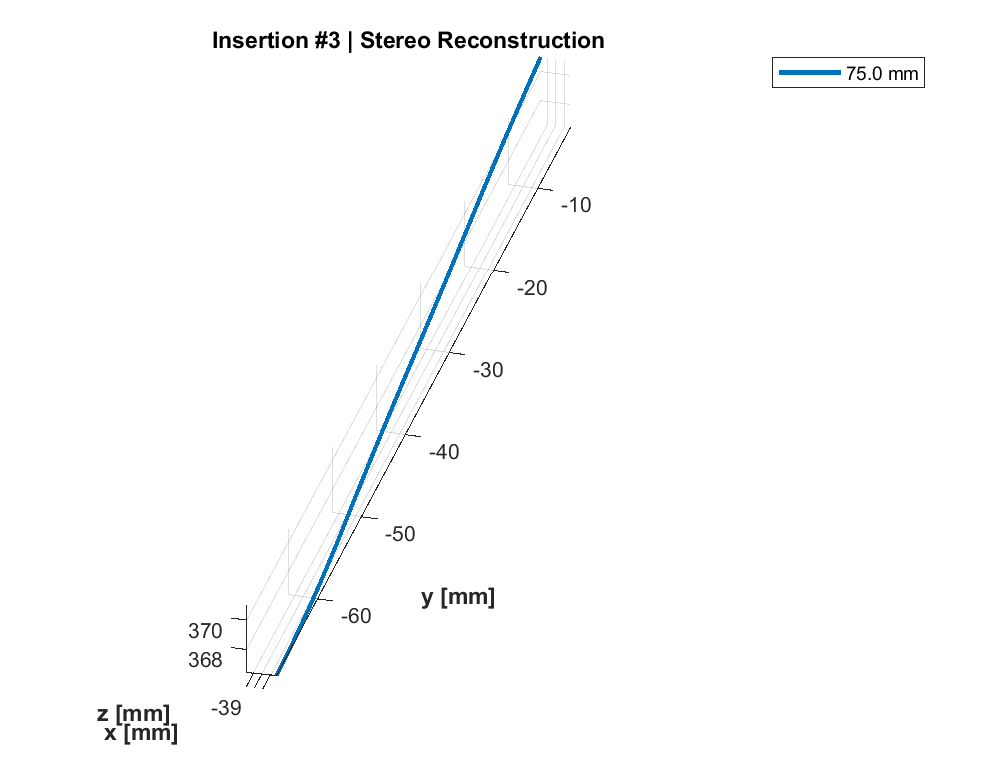 Insertion #3 | Stereo Reconstruction
75.0 mm
-10
-20
-30
-40
-50
y [mm]
-60
370
368
-39
z [mm]
x [mm]